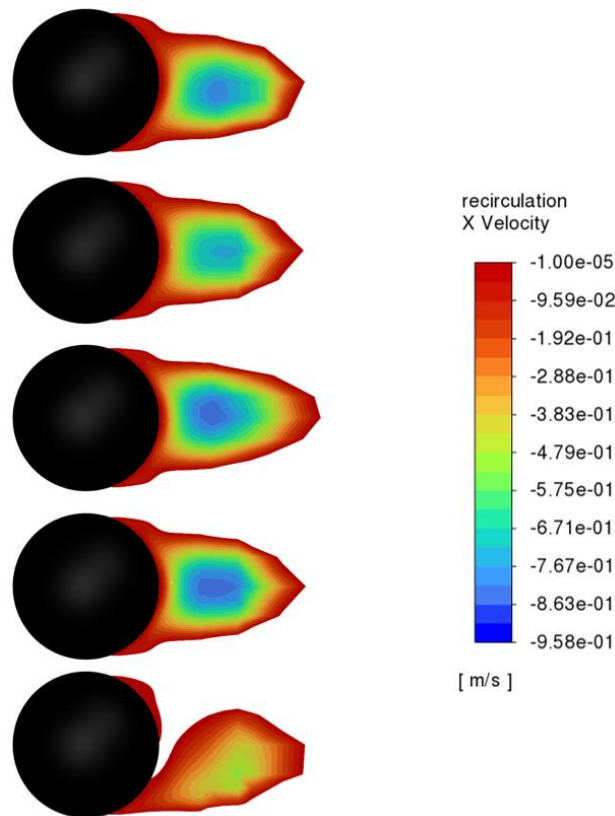 recirculation
X Velocity
-1.00e-05
-9.59e-02
-1.92e-01
-2.88e-01
-3.83e-01
-4.79e-01
-5.75e-01
-6.71e-01
-7.67e-01
-8.63e-01
-9.58e-01
[ m/s ]